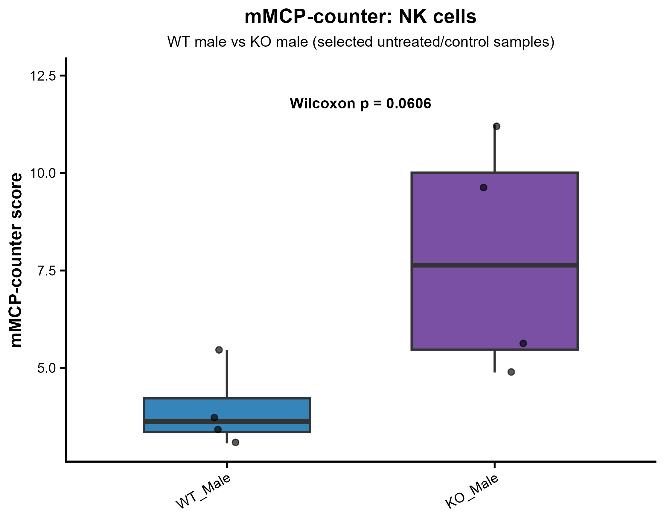 mMCP-counter: NK cells
WT male vs KO male (selected untreated/control samples)
Wilcoxon p = 0.0606
mMCP-counter score
12.5
10.0
7.5
5.0
WT_Male
KO_Male